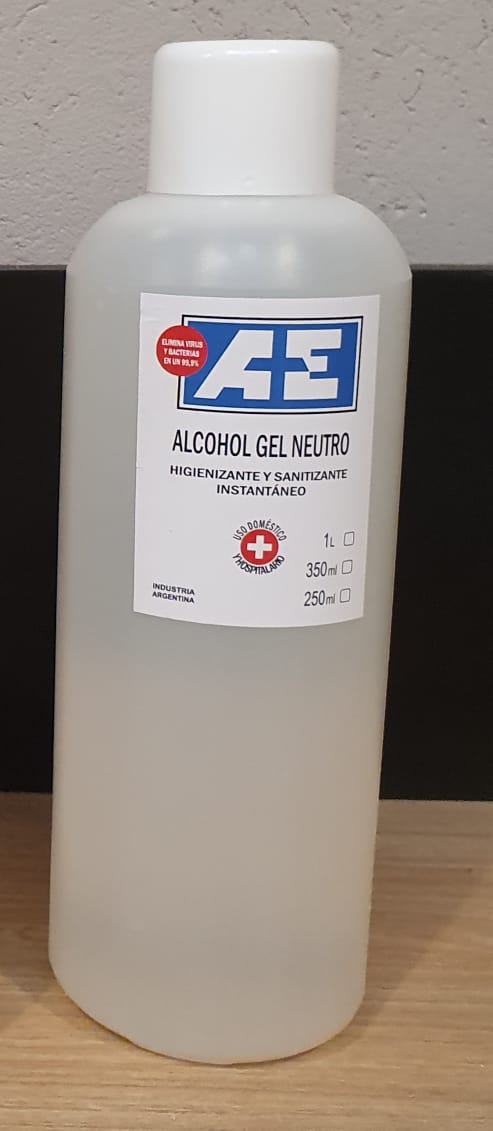 ELIMINA VIRUS
Y BACTERIAS
EN UN 99,9%
AE
ALCOHOL GEL NEUTRO
HIGIENIZANTE Y SANITIZANTE
INSTANTÁNEO
USO DOMÉSTICO
Y HOSPITALARIO
1L
350ml
250ml
INDUSTRIA
ARGENTINA